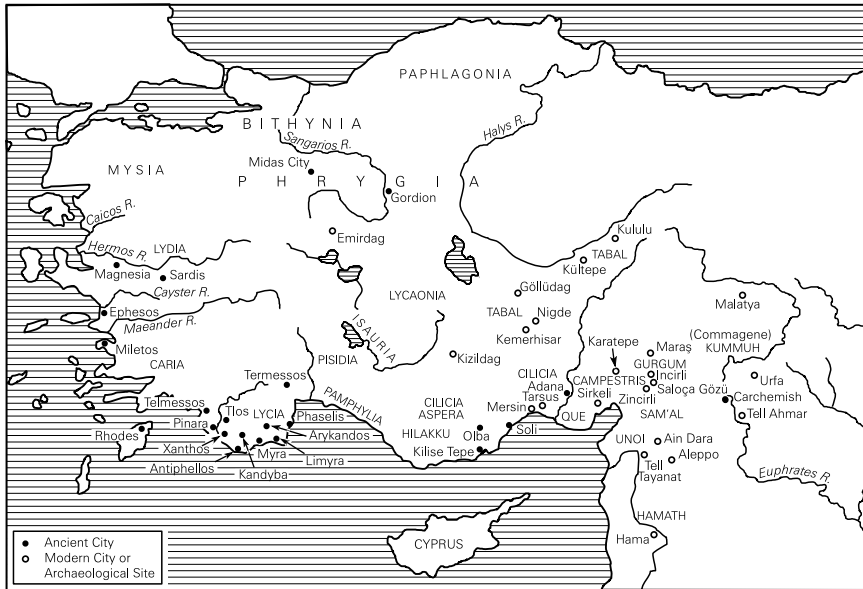 PAPHLAGONIA
BITHYNIA
Sangarios R.
Halys R.
Midas City
MYSIA
PHRYGIA
Gordion
Caicos R.
Emirdag
Kululu
Hermos R.
LYDIA
TABAL
Magnesia
Sardis
Kültepe
Cayster R.
LYCAONIA
Göllüdag
Malatya
Ephesos
TABAL
Nigde
Maeander R.
ISAURIA
Kemerhisar
(Commagene)
KUMMUH
Karatepe
Maraş
Miletos
Kizildag
GURGUM
CARIA
PISIDIA
Incirli
Urfa
Termessos
CILICIA
CAMPESTRIS
Saloça Gözü
Adana
Sirkeli
Zincirli
Carchemish
PAMPHYLIA
CILICIA
ASPERA
Tarsus
Mersin
SAM'AL
Tell Ahmar
Telmessos
Tlos
LYCIA
Phaselis
QUE
Pinara
Arykandos
HILAKKU
Olba
Soli
Rhodes
UNQI
Ain Dara
Xanthos
Limyra
Kilise Tepe
Aleppo
Antiphellos
Myra
Tell
Tayanat
Kandyba
Euphrates R.
HAMATH
Hama
CYPRUS
Ancient City
Modern City or
Archaeological Site